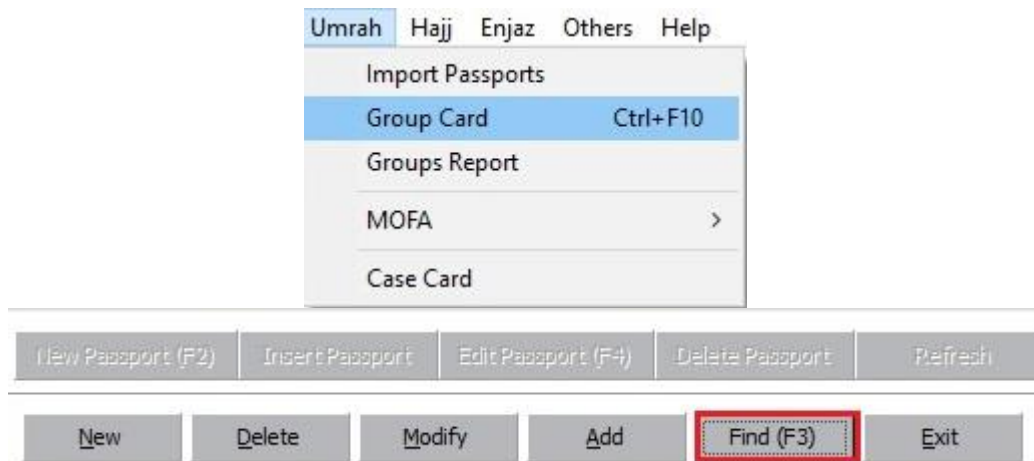 Umrah Hajj Enjaz Others Help
Import Passports
Group Card Ctrl+F10
Groups Report
MOFA >
Case Card
New Passport (F2) Insert Passport Edit Passport (F4) Delete Passport Refresh
New Delete Modify Add Find (F3) Exit